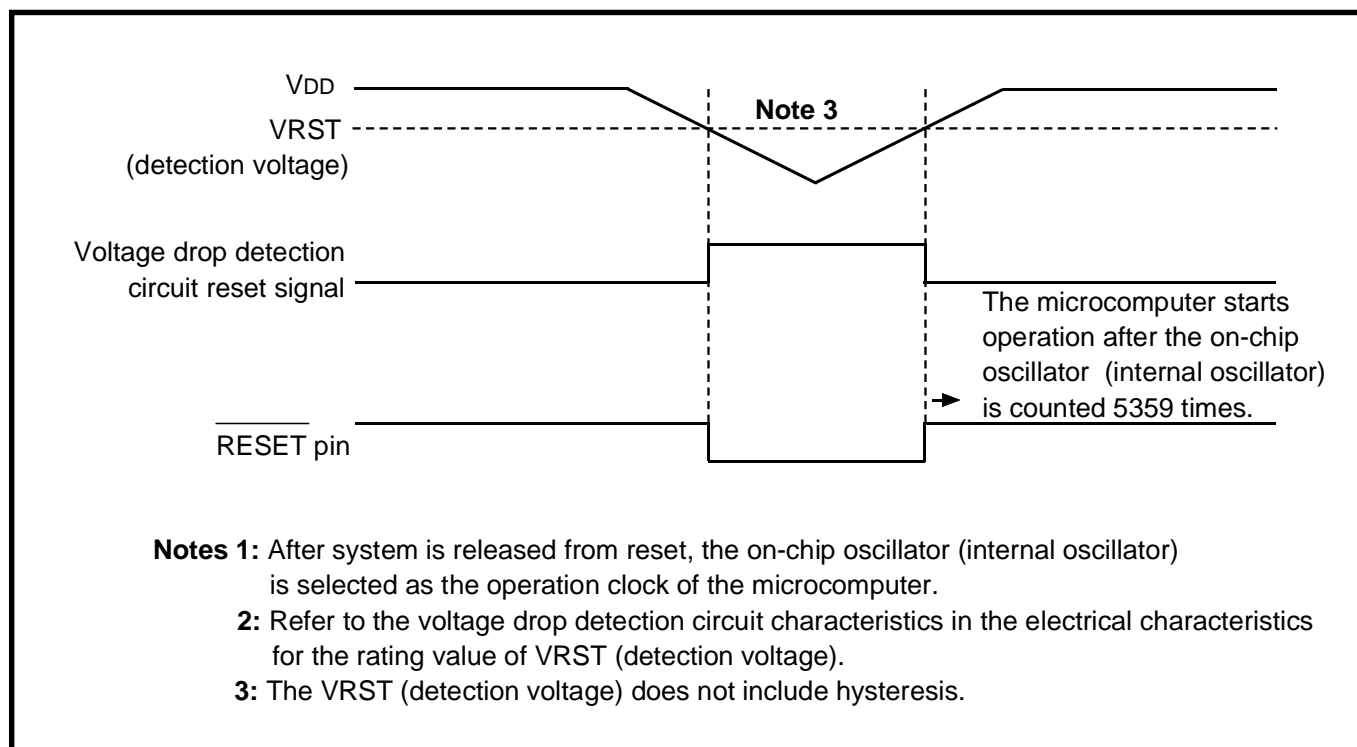 VDD
Note 3
VRST
(detection voltage)
Voltage drop detection
circuit reset signal
The microcomputer starts
operation after the on-chip
oscillator (internal oscillator)
is counted 5359 times.
RESET pin
Notes 1: After system is released from reset, the on-chip oscillator (internal oscillator)
is selected as the operation clock of the microcomputer.
2: Refer to the voltage drop detection circuit characteristics in the electrical characteristics
for the rating value of VRST (detection voltage).
3: The VRST (detection voltage) does not include hysteresis.